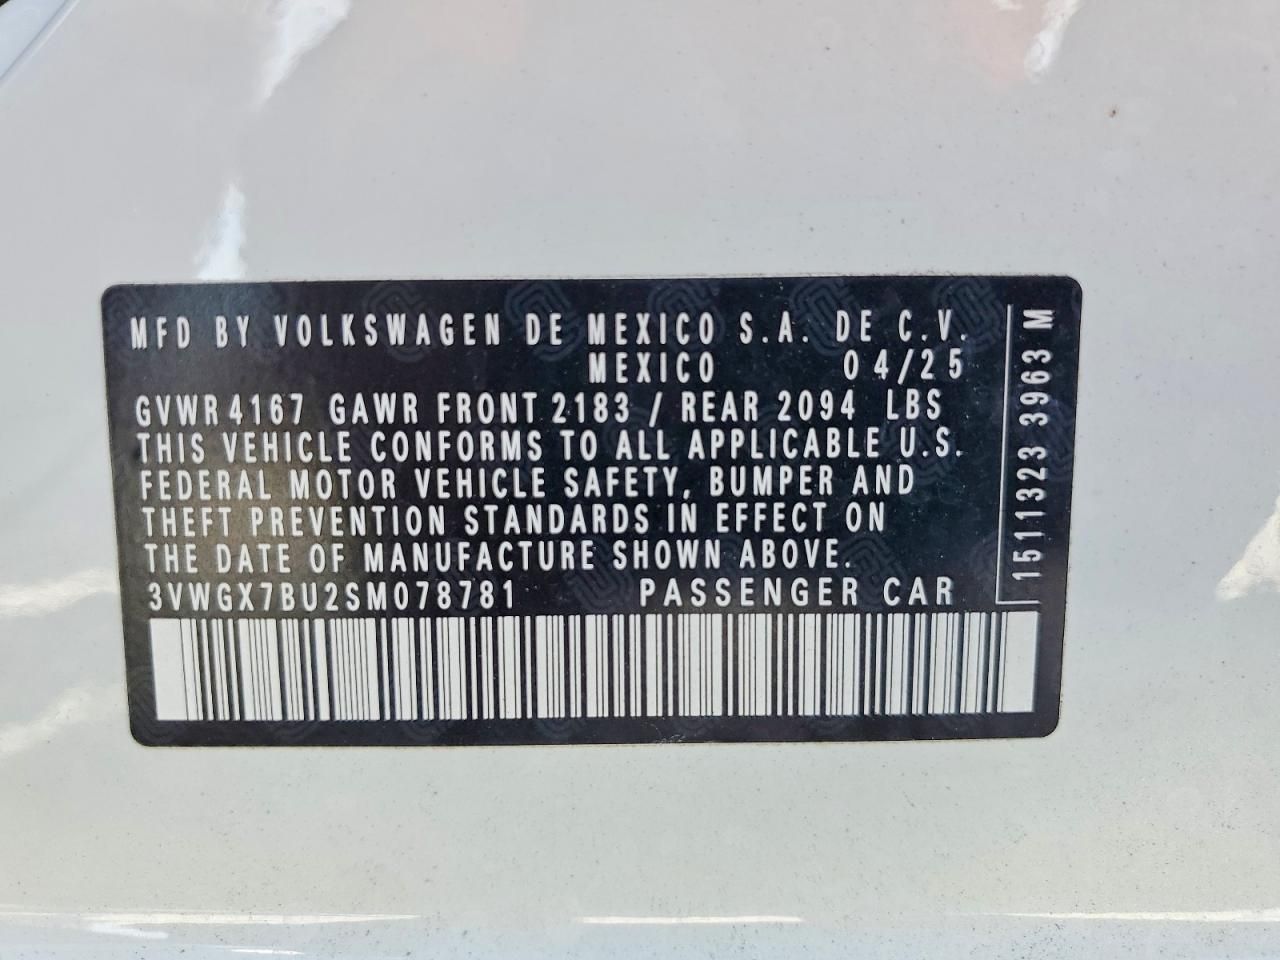 MFD BY VOLKSWAGEN DE MEXICO S.A. DE C.V.
MEXICO 04/25
GVWR 4167 GAWR FRONT 2183 / REAR 2094 LBS
THIS VEHICLE CONFORMS TO ALL APPLICABLE U.S.
FEDERAL MOTOR VEHICLE SAFETY, BUMPER AND
THEFT PREVENTION STANDARDS IN EFFECT ON
THE DATE OF MANUFACTURE SHOWN ABOVE.
3VWGX7BU2SM078781 PASSENGER CAR
1511323 3963 M